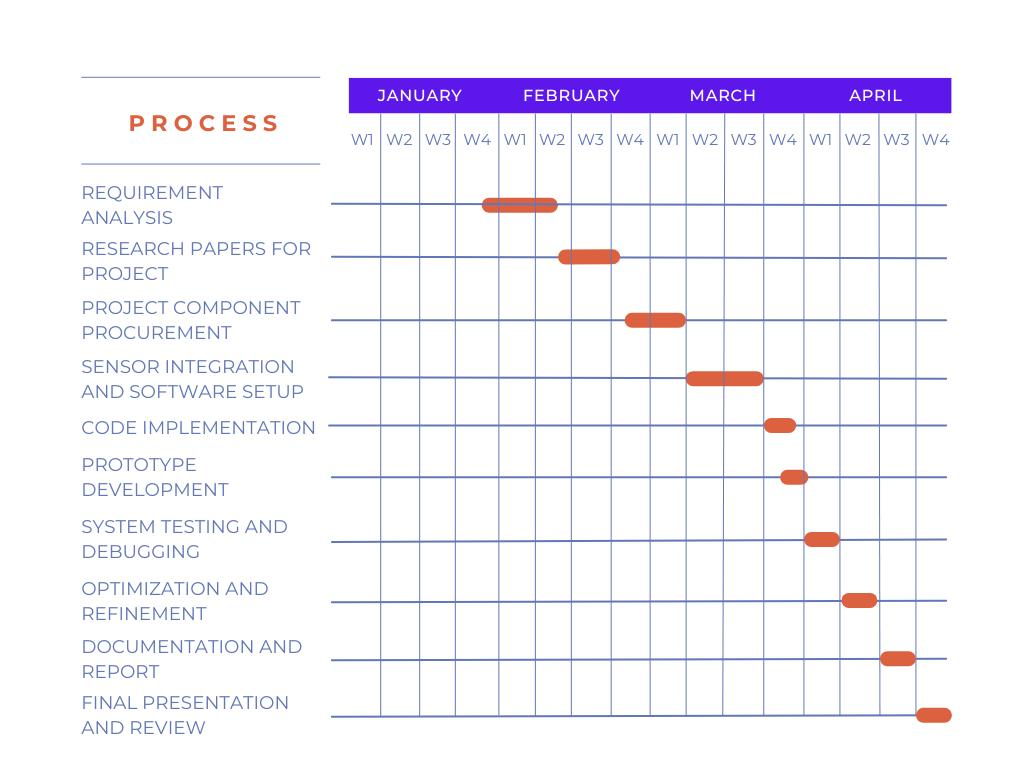 PROCESS
JANUARY FEBRUARY MARCH APRIL
W1 W2 W3 W4 W1 W2 W3 W4 W1 W2 W3 W4 W1 W2 W3 W4
REQUIREMENT
ANALYSIS
RESEARCH PAPERS FOR
PROJECT
PROJECT COMPONENT
PROCUREMENT
SENSOR INTEGRATION
AND SOFTWARE SETUP
CODE IMPLEMENTATION
PROTOTYPE
DEVELOPMENT
SYSTEM TESTING AND
DEBUGGING
OPTIMIZATION AND
REFINEMENT
DOCUMENTATION AND
REPORT
FINAL PRESENTATION
AND REVIEW